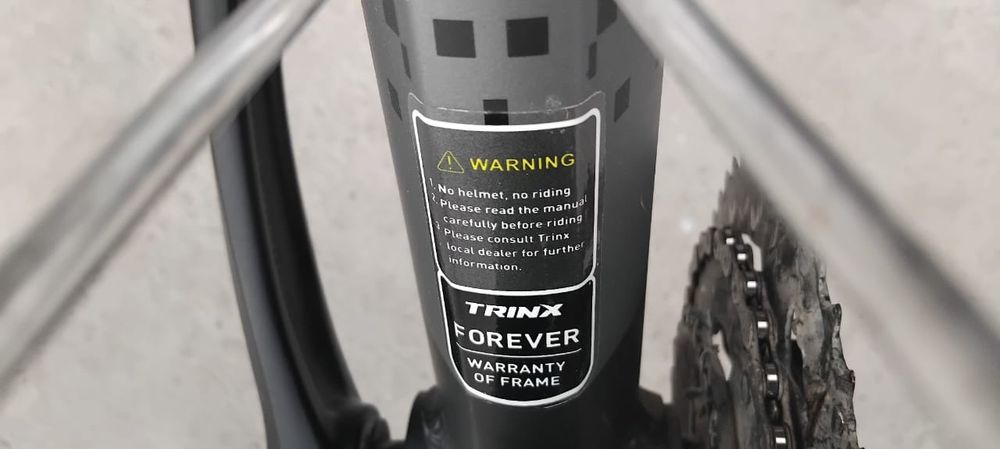 WARNING
1. No helmet, no riding
2. Please read the manual
carefully before riding
3. Please consult Trinx
local dealer for further
information.
TRINX
FOREVER
WARRANTY
OF FRAME